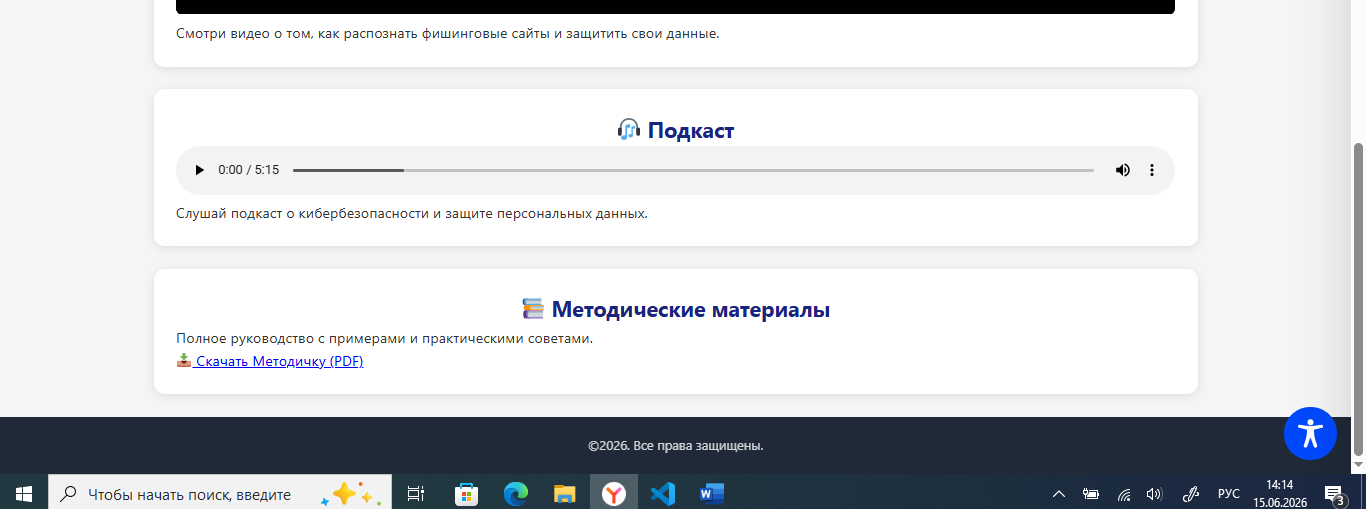 Смотри видео о том, как распознать фишинговые сайты и защитить свои данные.
Подкаст
0:00 / 5:15
Слушай подкаст о кибербезопасности и защите персональных данных.
Методические материалы
Полное руководство с примерами и практическими советами.
Скачать Методичку (PDF)
©2026. Все права защищены.
Чтобы начать поиск, введите
РУС
14:14
15.06.2026
3